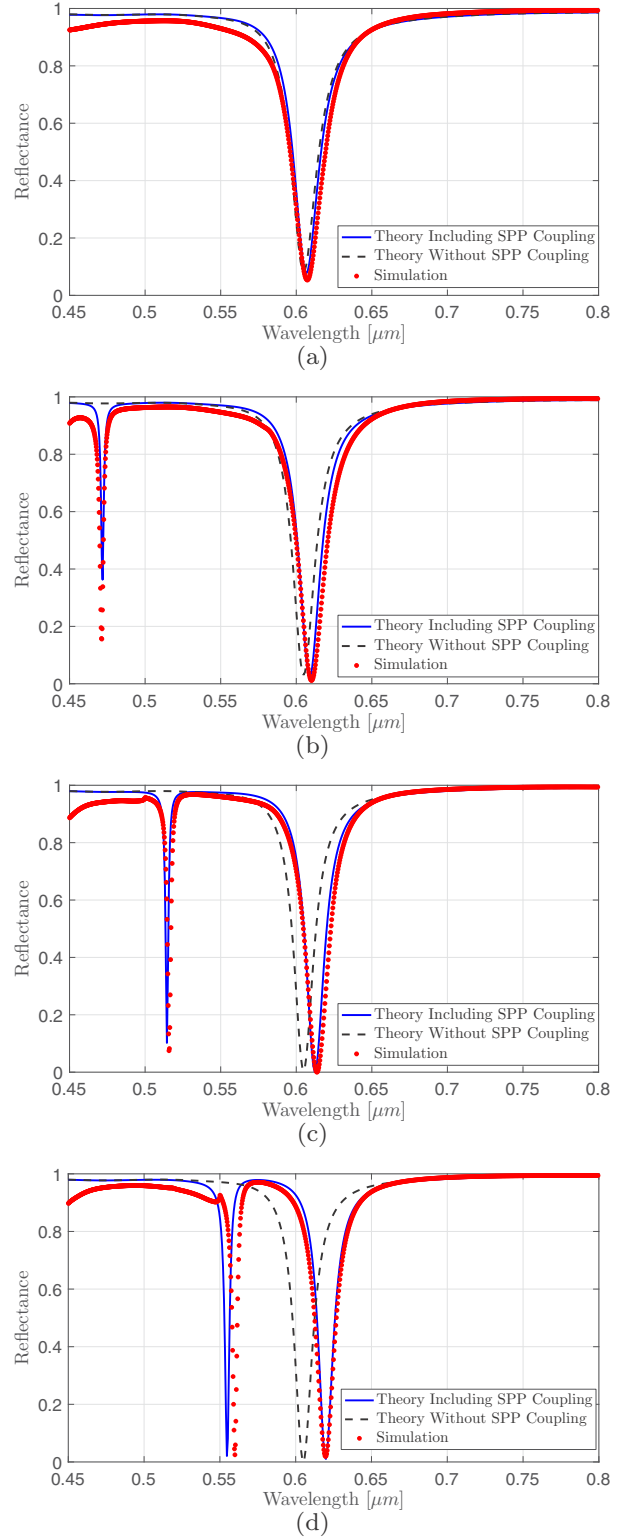 1
0.8
0.6
0.4
0.2
0
Reflectance
Theory Including SPP Coupling
Theory Without SPP Coupling
Simulation
0.45 0.5 0.55 0.6 0.65 0.7 0.75 0.8
Wavelength [μm]
(a)
1
0.8
0.6
0.4
0.2
0
Reflectance
Theory Including SPP Coupling
Theory Without SPP Coupling
Simulation
0.45 0.5 0.55 0.6 0.65 0.7 0.75 0.8
Wavelength [μm]
(b)
1
0.8
0.6
0.4
0.2
0
Reflectance
Theory Including SPP Coupling
Theory Without SPP Coupling
Simulation
0.45 0.5 0.55 0.6 0.65 0.7 0.75 0.8
Wavelength [μm]
(c)
1
0.8
0.6
0.4
0.2
0
Reflectance
Theory Including SPP Coupling
Theory Without SPP Coupling
Simulation
0.45 0.5 0.55 0.6 0.65 0.7 0.75 0.8
Wavelength [μm]
(d)